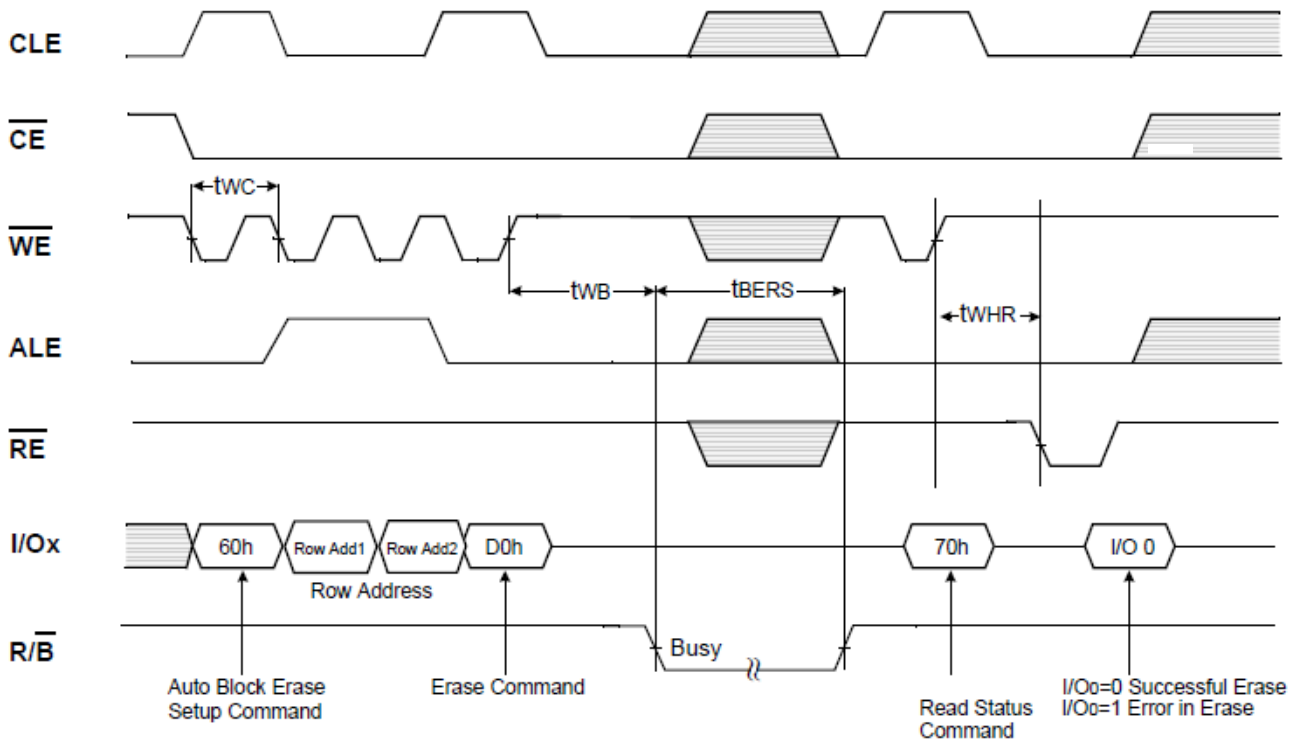 CLE
CE
tWC
WE
tWB
tBERS
tWHR
ALE
RE
I/Ox
60h
Row Add1
Row Add2
D0h
70h
I/O 0
Row Address
R/B
Busy
Auto Block Erase
Setup Command
Erase Command
Read Status
Command
I/O0=0 Successful Erase
I/O0=1 Error in Erase